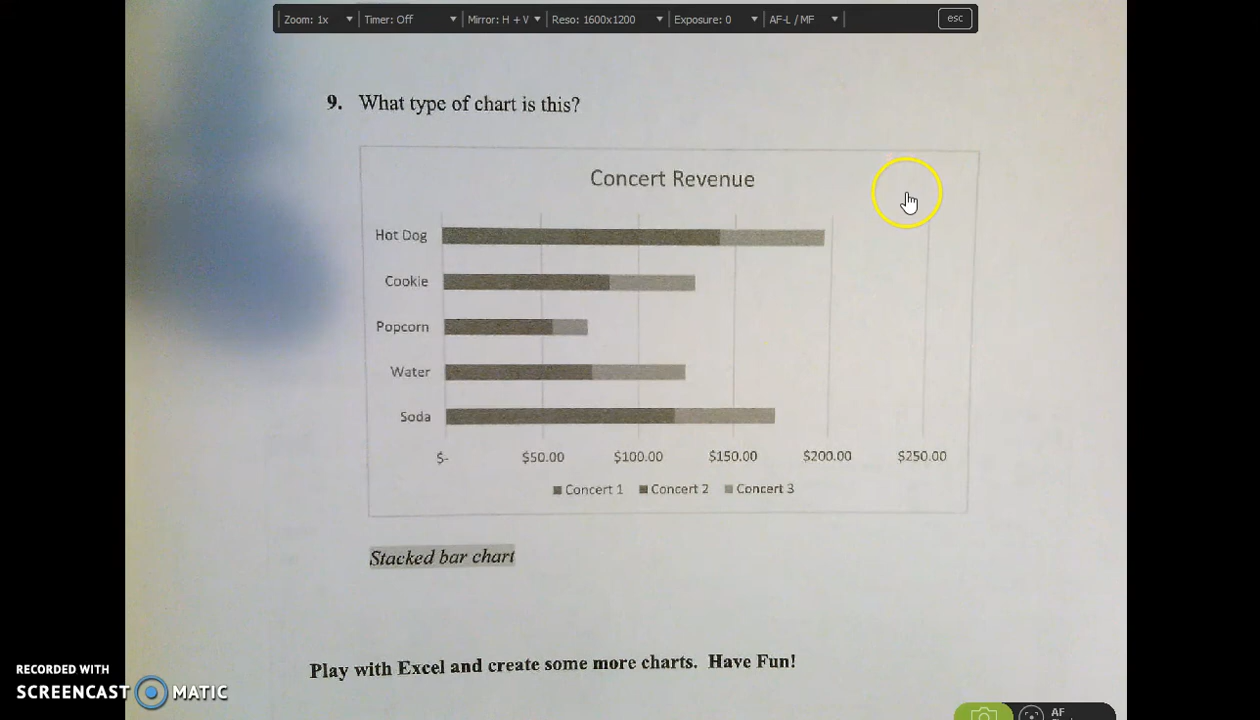 Zoom: 1x Timer: Off Mirror: H + V Reso: 1600x1200 Exposure: 0 AF-L / MF esc
9. What type of chart is this?
Concert Revenue
Hot Dog
Cookie
Popcorn
Water
Soda
$- $50.00 $100.00 $150.00 $200.00 $250.00
Concert 1 Concert 2 Concert 3
Stacked bar chart
Play with Excel and create some more charts. Have Fun!
RECORDED WITH
SCREENCAST MATIC
AF